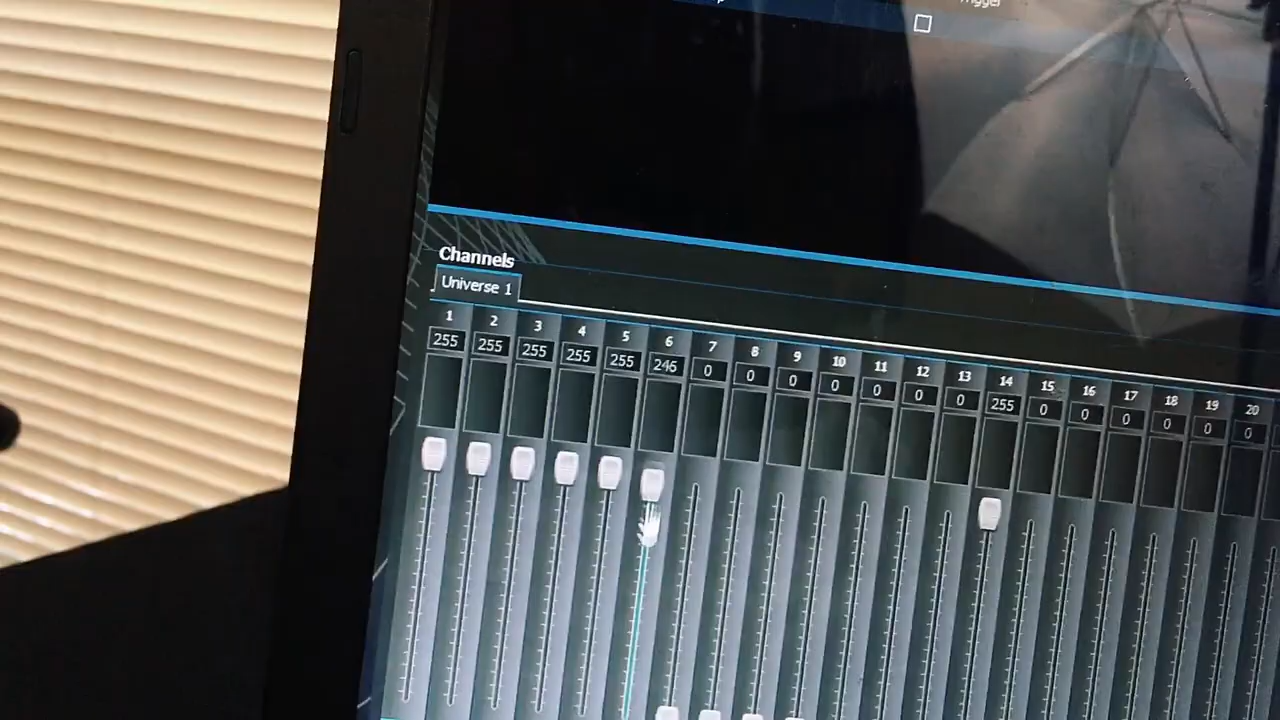 Trigger
Channels
Universe 1
1 2 3 4 5 6 7 8 9 10 11 12 13 14 15 16 17 18 19 20
255 255 255 255 255 246 0 0 0 0 0 0 0 255 0 0 0 0 0 0